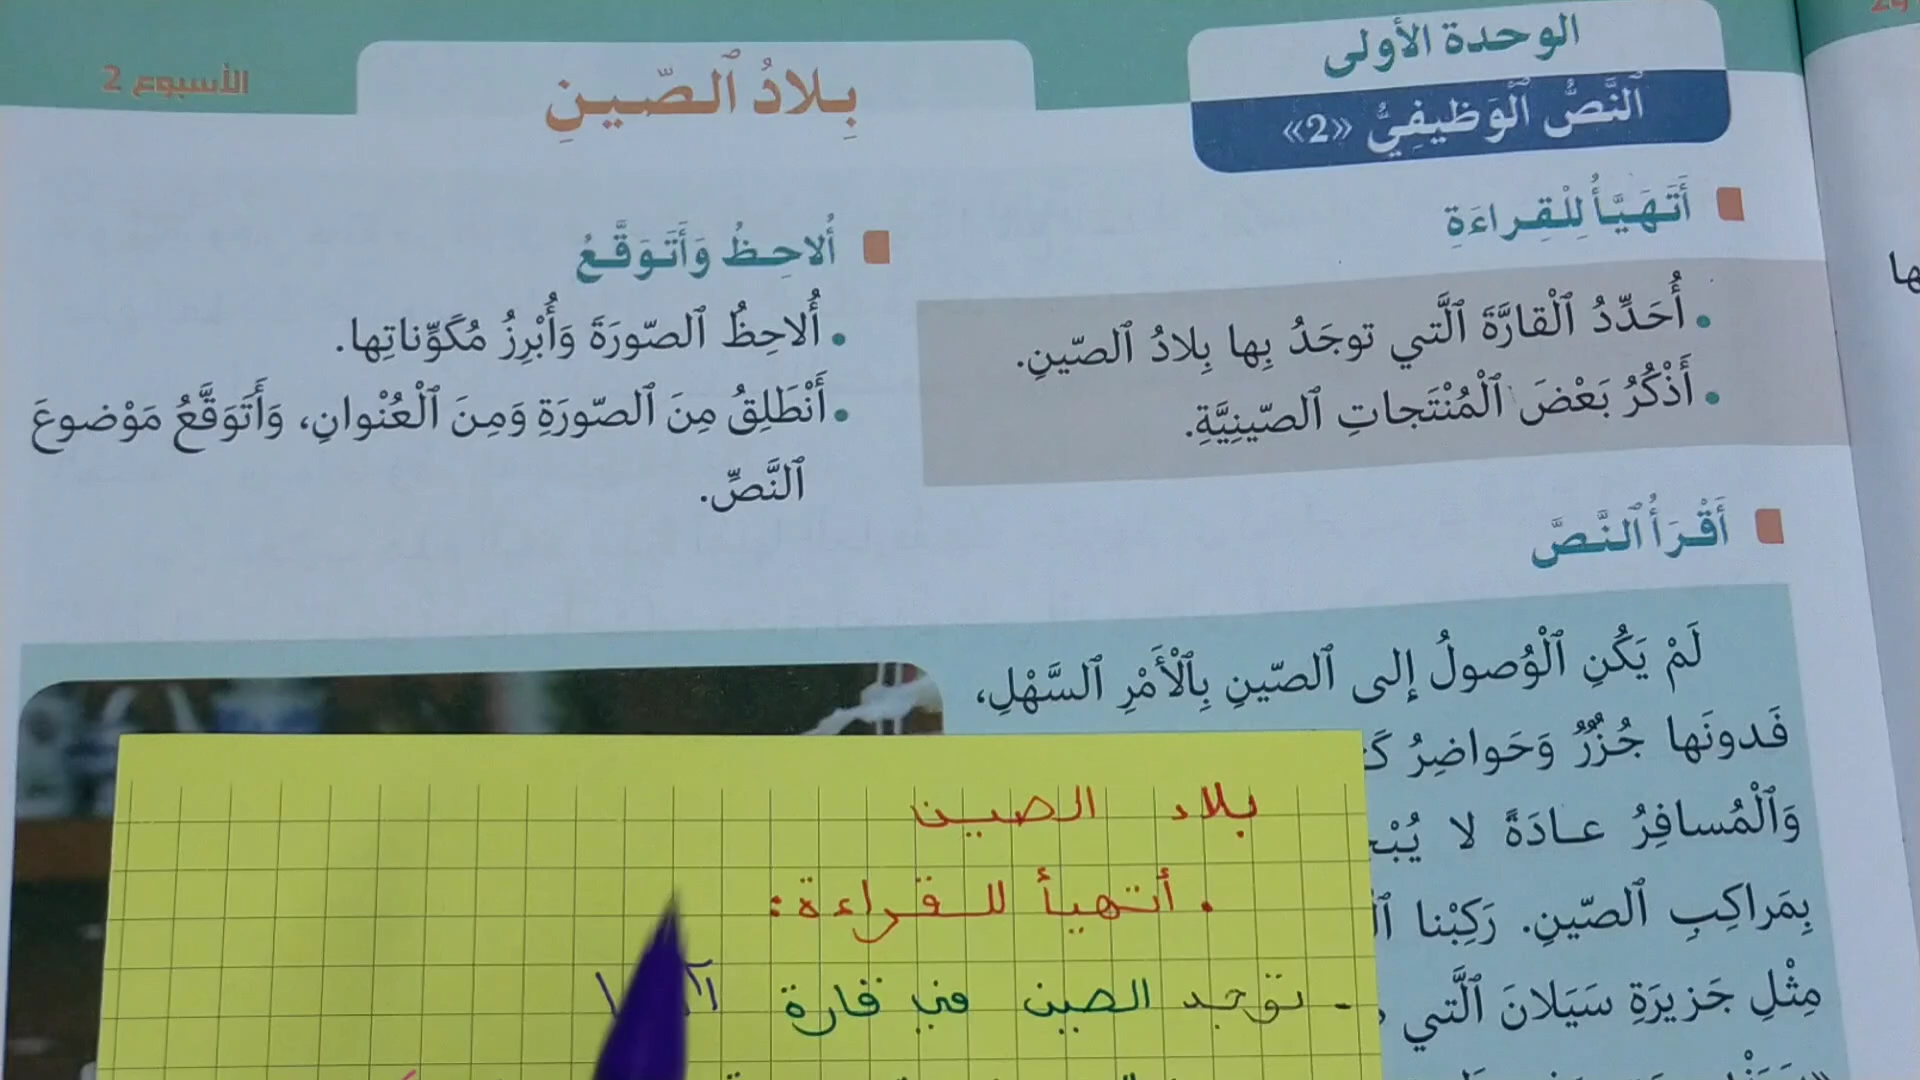 الوحدة الأولى
ٱلنَّصُّ ٱلْوَظيفِيُّ «2»
بِلادُ ٱلصّينِ
الأسبوع 2
أَتَهَيَّأُ لِلْقِراءَةِ
• أُحَدِّدُ ٱلْقارَّةَ ٱلَّتي توجَدُ بِها بِلادُ ٱلصّينِ.
• أَذْكُرُ بَعْضَ ٱلْمُنْتَجاتِ ٱلصّينِيَّةِ.
أُلاحِظُ وَأَتَوَقَّعُ
• أُلاحِظُ ٱلصّورَةَ وَأُبْرِزُ مُكَوِّناتِها.
• أَنْطَلِقُ مِنَ ٱلصّورَةِ وَمِنَ ٱلْعُنْوانِ، وَأَتَوَقَّعُ مَوْضوعَ
ٱلنَّصِّ.
أَقْرَأُ ٱلنَّصَّ
لَمْ يَكُنِ ٱلْوُصولُ إِلى ٱلصّينِ بِٱلْأَمْرِ ٱلسَّهْلِ،
فَدونَها جُزُرٌ وَحَواضِرُ
وَٱلْمُسافِرُ عادَةً لا
بِمَراكِبِ ٱلصّينِ. رَكِبْنا
مِثْلِ جَزيرَةِ سَيَلانَ ٱلَّتي
بلاد الصين
• أتهيأ للقراءة:
- توجد الصين في قارة